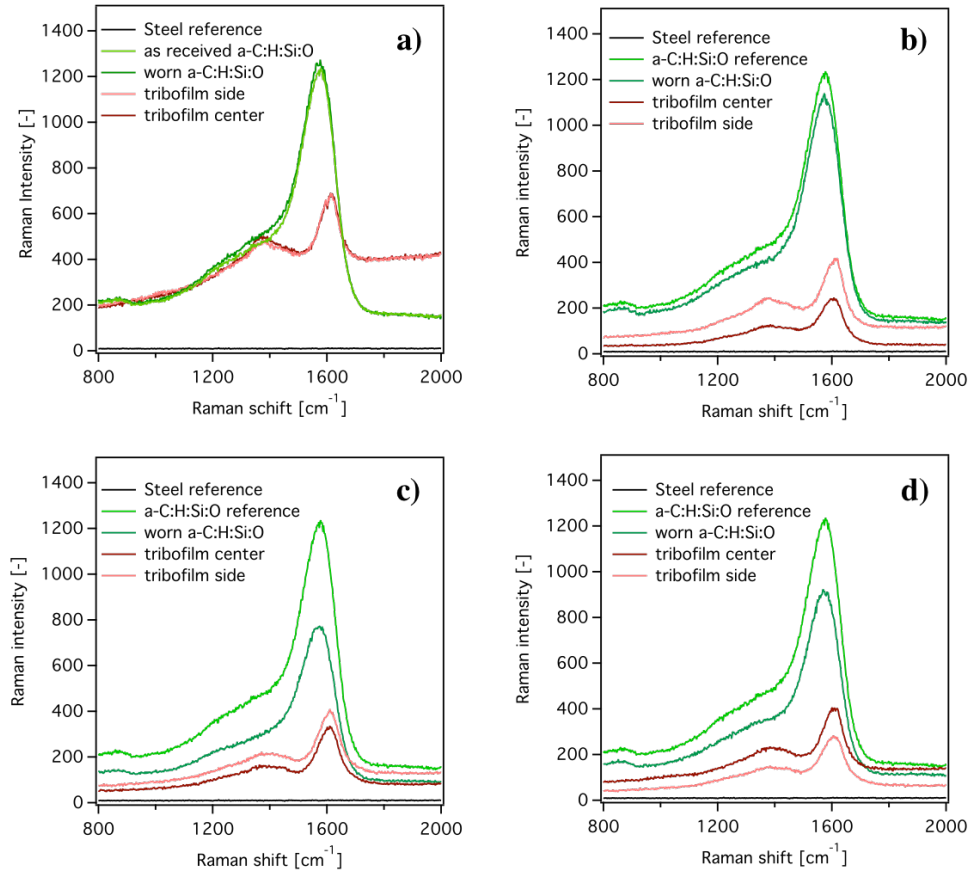 a)
Steel reference
as received a-C:H:Si:O
worn a-C:H:Si:O
tribofilm side
tribofilm center
1400
1200
1000
800
600
400
200
0
Raman Intensity [-]
800
1200
1600
2000
Raman schift [cm-1]
b)
Steel reference
a-C:H:Si:O reference
worn a-C:H:Si:O
tribofilm center
tribofilm side
1400
1200
1000
800
600
400
200
0
Raman intensity [-]
800
1200
1600
2000
Raman shift [cm-1]
c)
Steel reference
a-C:H:Si:O reference
worn a-C:H:Si:O
tribofilm center
tribofilm side
1400
1200
1000
800
600
400
200
0
Raman intensity [-]
800
1200
1600
2000
Raman shift [cm-1]
d)
Steel reference
a-C:H:Si:O reference
worn a-C:H:Si:O
tribofilm center
tribofilm side
1400
1200
1000
800
600
400
200
0
Raman intensity [-]
800
1200
1600
2000
Raman shift [cm-1]